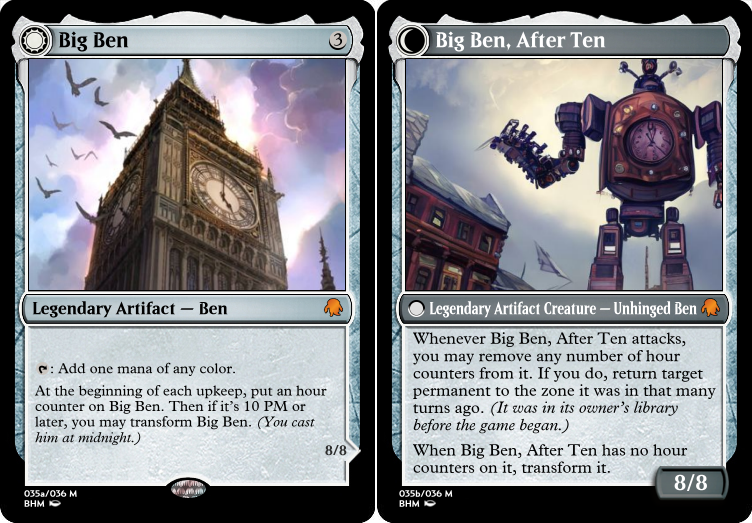 Big Ben
3
Legendary Artifact — Ben
: Add one mana of any color.
At the beginning of each upkeep, put an hour
counter on Big Ben. Then if it's 10 PM or
later, you may transform Big Ben. (You cast
him at midnight.)
8/8
035a/036 M
BHM
Big Ben, After Ten
Legendary Artifact Creature — Unhinged Ben
Whenever Big Ben, After Ten attacks,
you may remove any number of hour
counters from it. If you do, return target
permanent to the zone it was in that many
turns ago. (It was in its owner's library
before the game began.)
When Big Ben, After Ten has no hour
counters on it, transform it.
8/8
035b/036 M
BHM